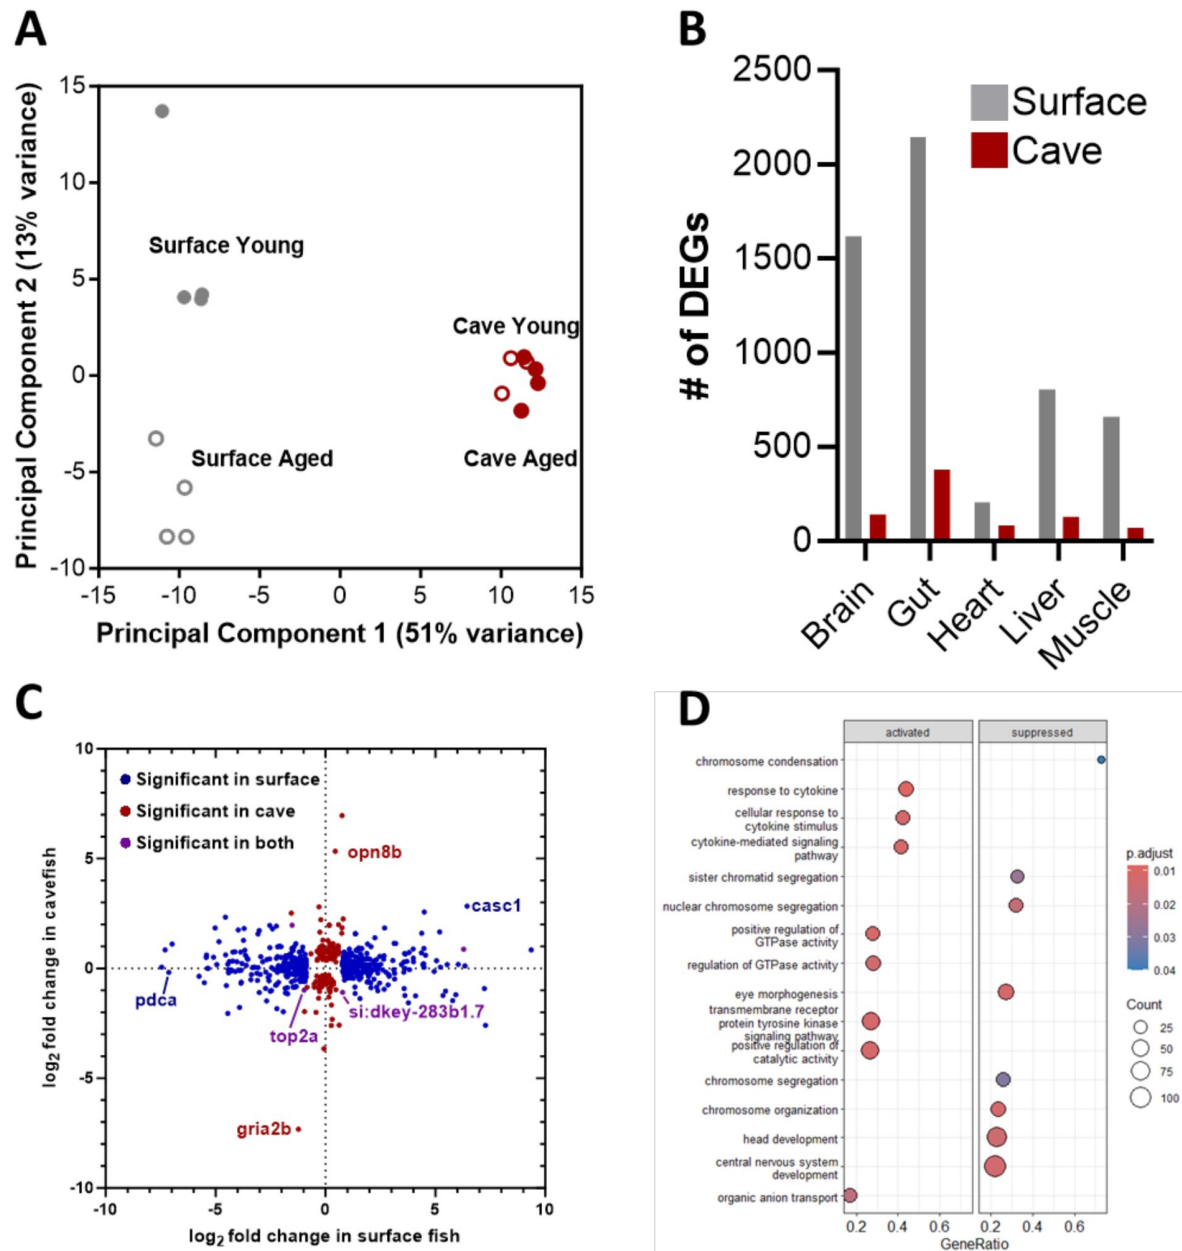 A
15
10
5
0
-5
-10
-15
-10
-5
0
5
10
15
Principal Component 2 (13% variance)
Principal Component 1 (51% variance)
Surface Young
Cave Young
Surface Aged
Cave Aged
B
2500
2000
1500
1000
500
0
# of DEGs
Surface
Cave
Brain
Gut
Heart
Liver
Muscle
C
10
5
0
-5
-10
-10
-5
0
5
10
log2 fold change in cavefish
log2 fold change in surface fish
Significant in surface
Significant in cave
Significant in both
opn8b
casc1
pdca
si:dkey-283b1.7
top2a
gria2b
D
activated
suppressed
chromosome condensation
response to cytokine
cellular response to
cytokine stimulus
cytokine-mediated signaling
pathway
sister chromatid segregation
nuclear chromosome segregation
positive regulation of
GTPase activity
regulation of GTPase activity
eye morphogenesis
transmembrane receptor
protein tyrosine kinase
signaling pathway
positive regulation of
catalytic activity
chromosome segregation
chromosome organization
head development
central nervous system
development
organic anion transport
0.2
0.4
0.6
0.2
0.4
0.6
GeneRatio
p.adjust
0.01
0.02
0.03
0.04
Count
25
50
75
100